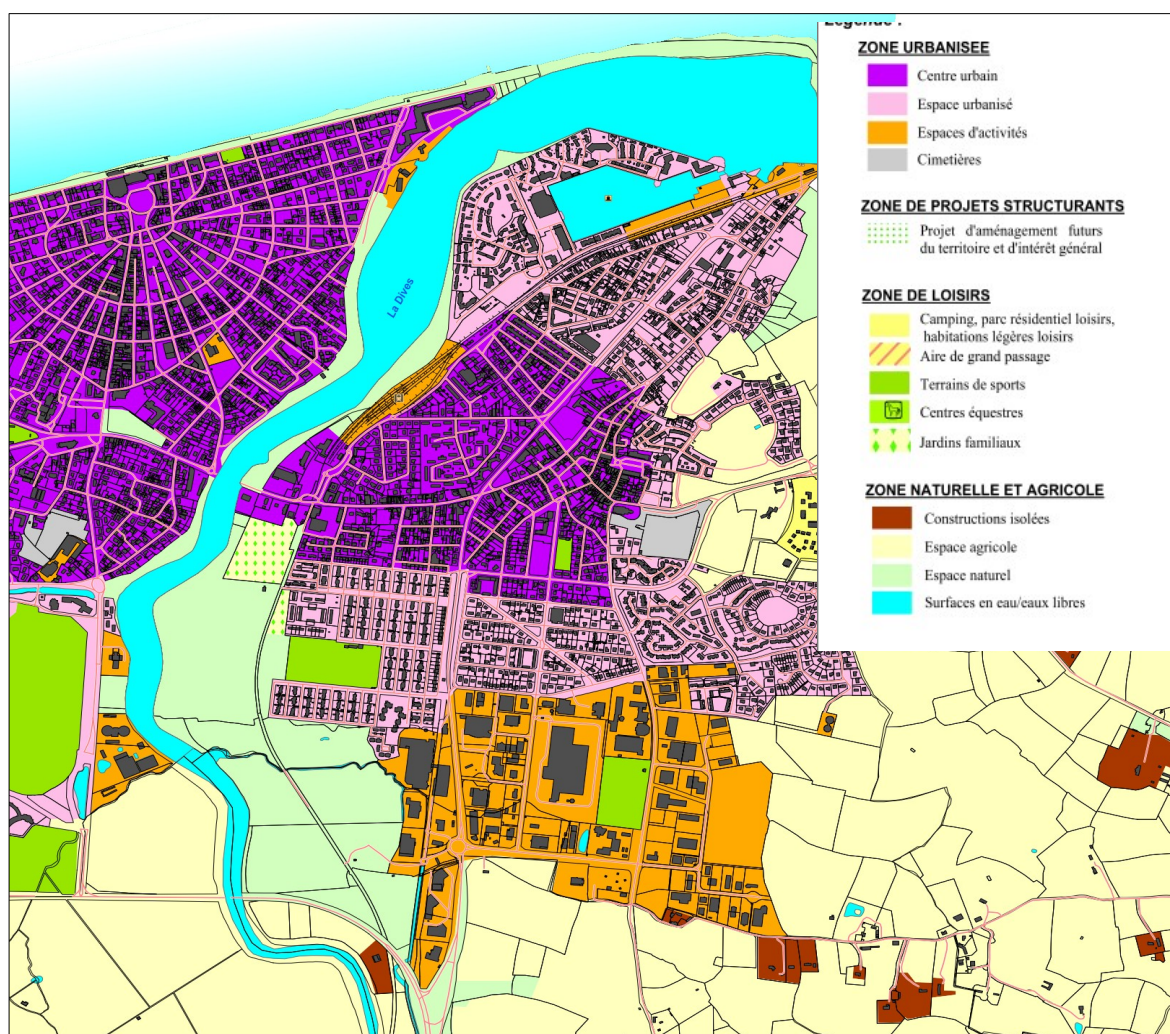 Légende :
ZONE URBANISEE
Centre urbain
Espace urbanisé
Espaces d'activités
Cimetières
ZONE DE PROJETS STRUCTURANTS
Projet d'aménagement futurs
du territoire et d'intérêt général
ZONE DE LOISIRS
Camping, parc résidentiel loisirs,
habitations légères loisirs
Aire de grand passage
Terrains de sports
Centres équestres
Jardins familiaux
ZONE NATURELLE ET AGRICOLE
Constructions isolées
Espace agricole
Espace naturel
Surfaces en eau/eaux libres
La Dives